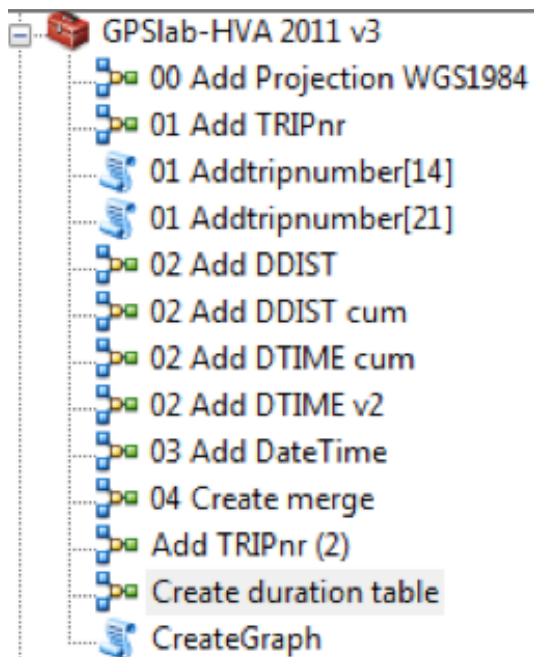 GPSlab-HVA 2011 v3
00 Add Projection WGS1984
01 Add TRIPnr
01 Addtripnumber[14]
01 Addtripnumber[21]
02 Add DDIST
02 Add DDIST cum
02 Add DTIME cum
02 Add DTIME v2
03 Add DateTime
04 Create merge
Add TRIPnr (2)
Create duration table
CreateGraph